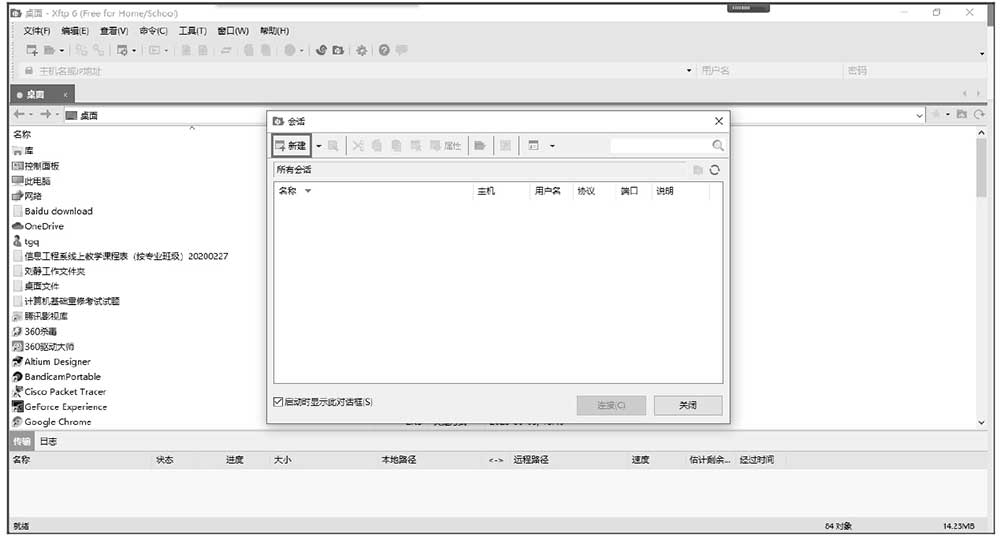 桌面 - Xftp 6 (Free for Home/School)
文件(F) 编辑(E) 查看(V) 命令(C) 工具(T) 窗口(W) 帮助(H)
主机名或IP地址 用户名 密码
桌面
桌面
名称
库
控制面板
此电脑
网络
Baidu download
OneDrive
tgq
信息工程系线上教学课程表（按专业班级）20200227
刘静工作文件夹
桌面文件
计算机基础重修考试试题
腾讯影视库
360杀毒
360驱动大师
Altium Designer
BandicamPortable
Cisco Packet Tracer
GeForce Experience
Google Chrome
会话
新建 属性
所有会话
名称 主机 用户名 协议 端口 说明
启动时显示此对话框(S)
连接(C) 关闭
传输 日志
名称 状态 进度 大小 本地路径 <-> 远程路径 速度 估计剩余... 经过时间
就绪 84 对象 14.23MB